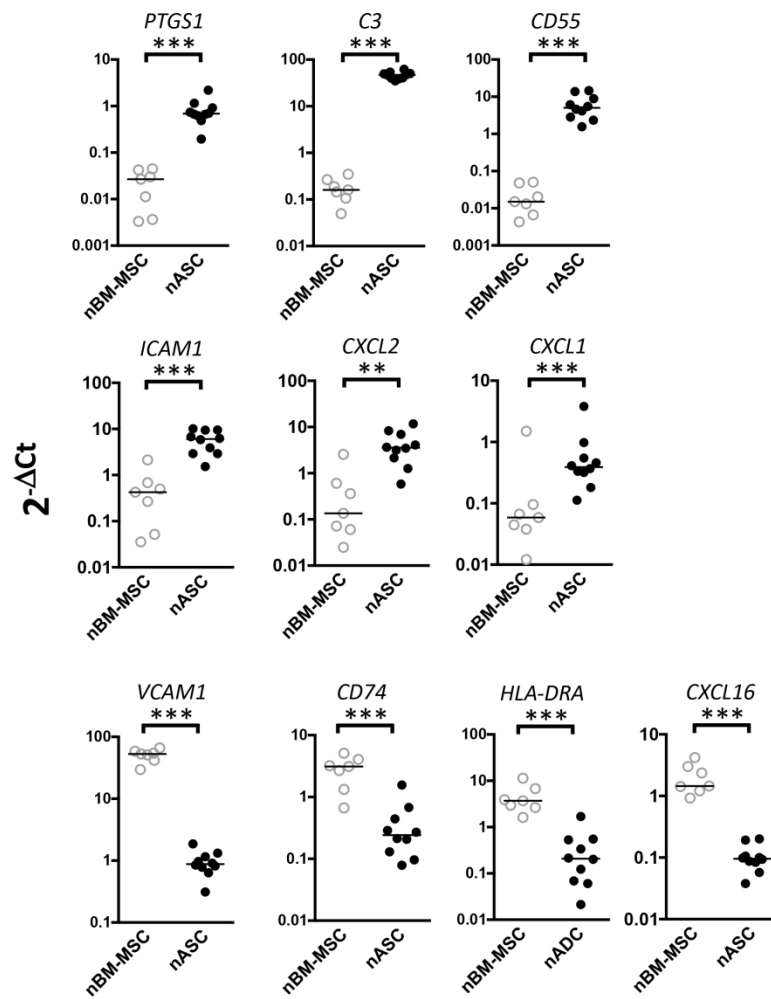 PTGS1 C3 CD55
*** *** ***
10 100 100
1 10 10
0.1 1 1
0.01 0.1 0.1
0.001 0.01 0.01
0.001
nBM-MSC nASC nBM-MSC nASC nBM-MSC nASC
ICAM1 CXCL2 CXCL1
*** ** ***
100 100 10
10 10 1
1 1 0.1
0.1 0.1 0.01
0.01 0.01
2-ΔCt
nBM-MSC nASC nBM-MSC nASC nBM-MSC nASC
VCAM1 CD74 HLA-DRA CXCL16
*** *** *** ***
100 10 100 10
10 1 10 1
1 0.1 1 0.1
0.1 0.01 0.1 0.01
0.01
nBM-MSC nASC nBM-MSC nASC nBM-MSC nADC nBM-MSC nASC